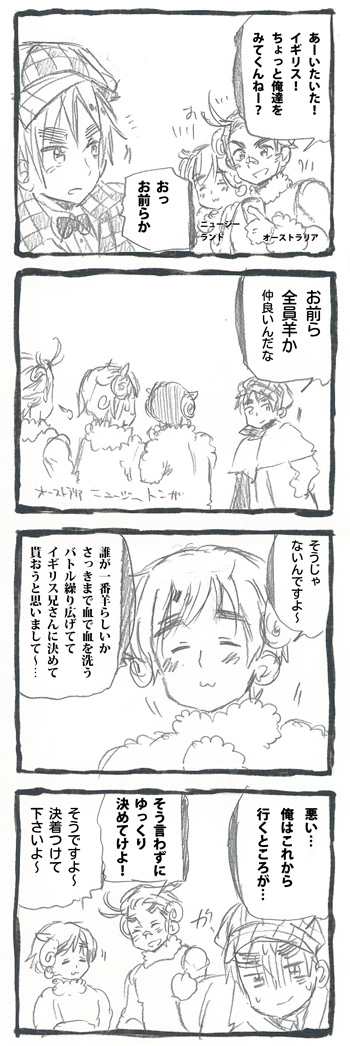 あーいたいた！
イギリス！
ちょっと俺達を
みてくんねー？
おっ
お前らか
ニュージー
ランド
オーストラリア
お前ら
全員羊か
仲良いんだな
オーストラリア
ニュージー
トンガ
そうじゃ
ないんですよ〜
誰が一番羊らしいか
さっきまで血で血を洗う
バトル繰り広げてて
イギリス兄さんに決めて
貰おうと思いまして〜…
悪い…
俺はこれから
行くところが…
そう言わずに
ゆっくり
決めてけよ！
そうですよ〜
決着つけて
下さいよ〜